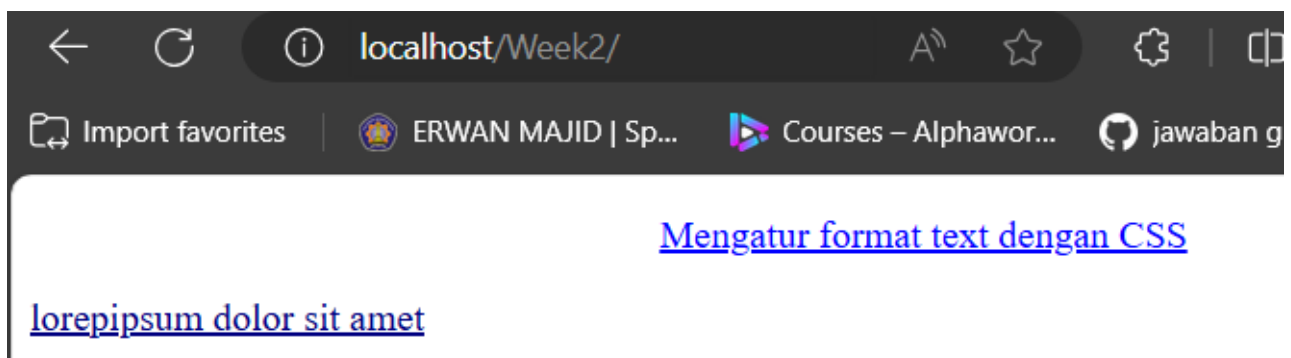 localhost/Week2/
Import favorites ERWAN MAJID | Sp... Courses – Alphawor... jawaban g
Mengatur format text dengan CSS
lorepipsum dolor sit amet